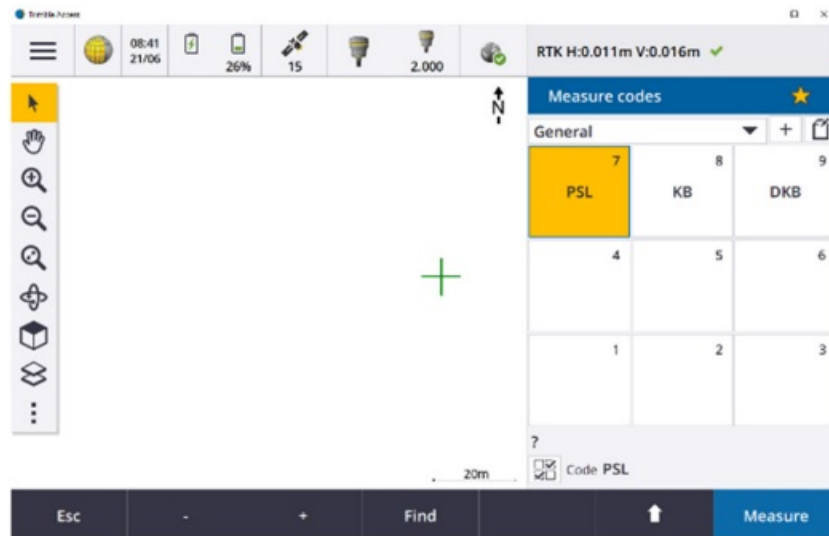 Trimble Access
08:41
21/06
26%
15
2.000
RTK H:0.011m V:0.016m
N
Measure codes
General
+
7
PSL
8
KB
9
DKB
4
5
6
1
2
3
?
Code PSL
20m
Esc
-
+
Find
Measure